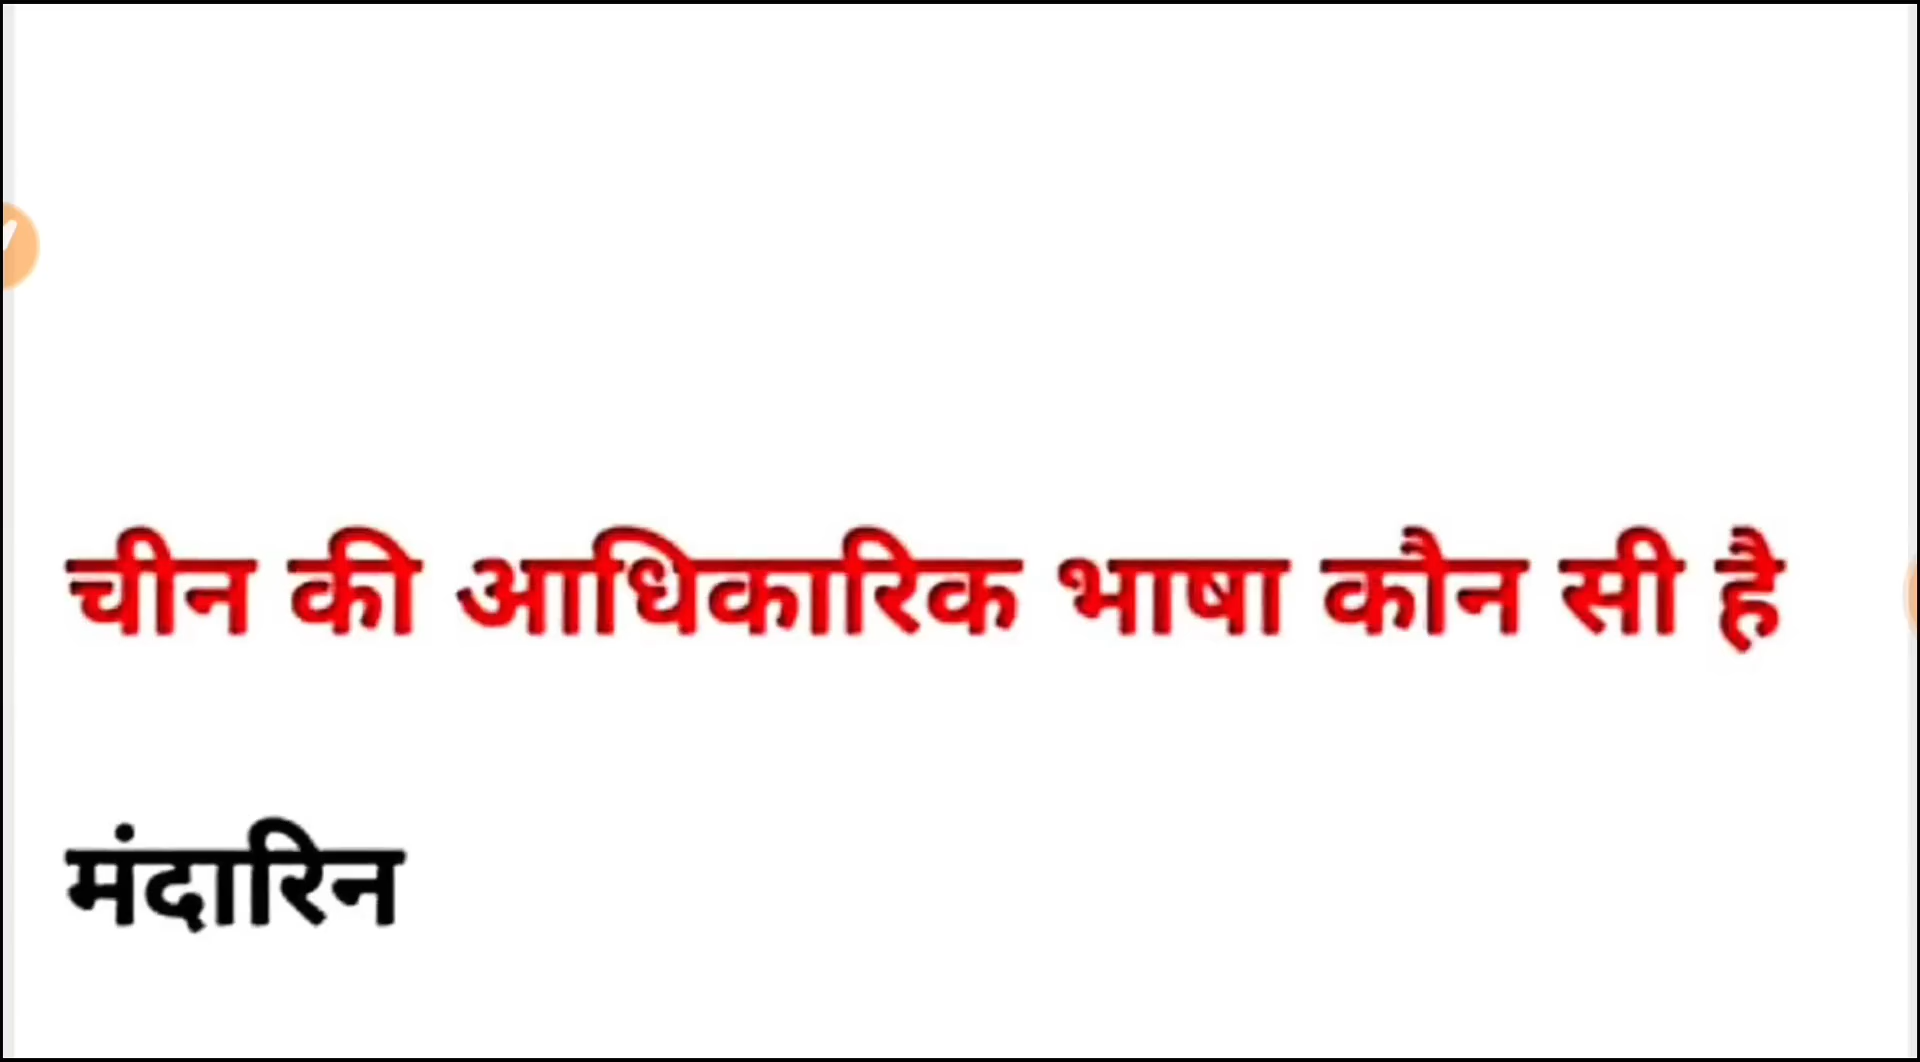 चीन की आधिकारिक भाषा कौन सी है
मंदारिन